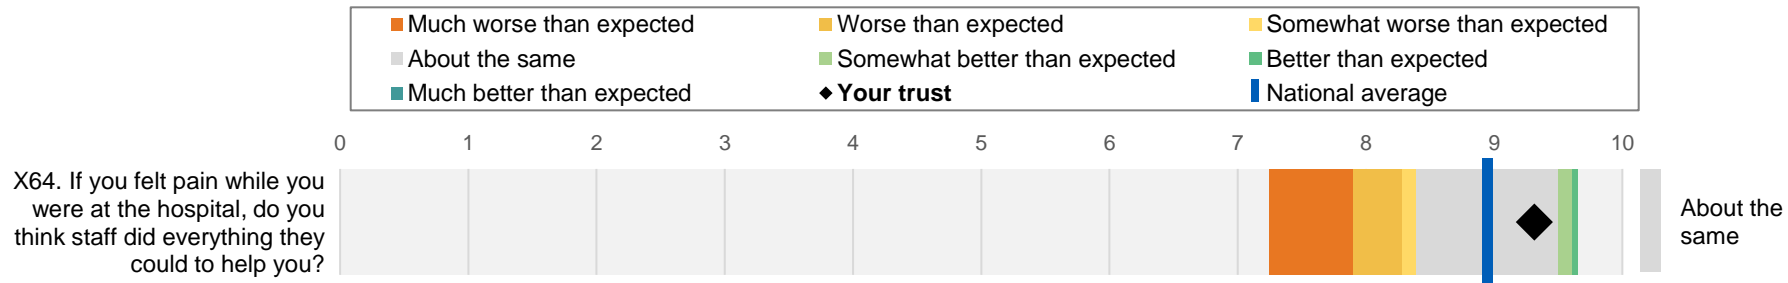 Much worse than expected
Worse than expected
Somewhat worse than expected
About the same
Somewhat better than expected
Better than expected
Much better than expected
Your trust
National average
0 1 2 3 4 5 6 7 8 9 10
X64. If you felt pain while you
were at the hospital, do you
think staff did everything they
could to help you?
About the
same